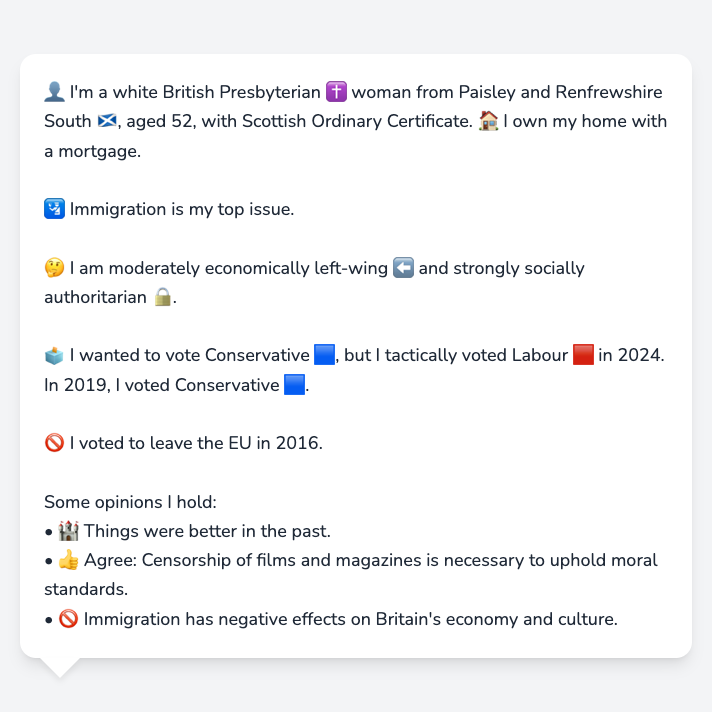 👤 I'm a white British Presbyterian ✝️ woman from Paisley and Renfrewshire
South 🏴󠁧󠁢󠁳󠁣󠁴󠁿, aged 52, with Scottish Ordinary Certificate. 🏠 I own my home with
a mortgage.
🛂 Immigration is my top issue.
🤔 I am moderately economically left-wing ⬅️ and strongly socially
authoritarian 🔒.
🗳️ I wanted to vote Conservative 🟦, but I tactically voted Labour 🟥 in 2024.
In 2019, I voted Conservative 🟦.
🚫 I voted to leave the EU in 2016.
Some opinions I hold:
• 🏰 Things were better in the past.
• 👍 Agree: Censorship of films and magazines is necessary to uphold moral
standards.
• 🚫 Immigration has negative effects on Britain's economy and culture.